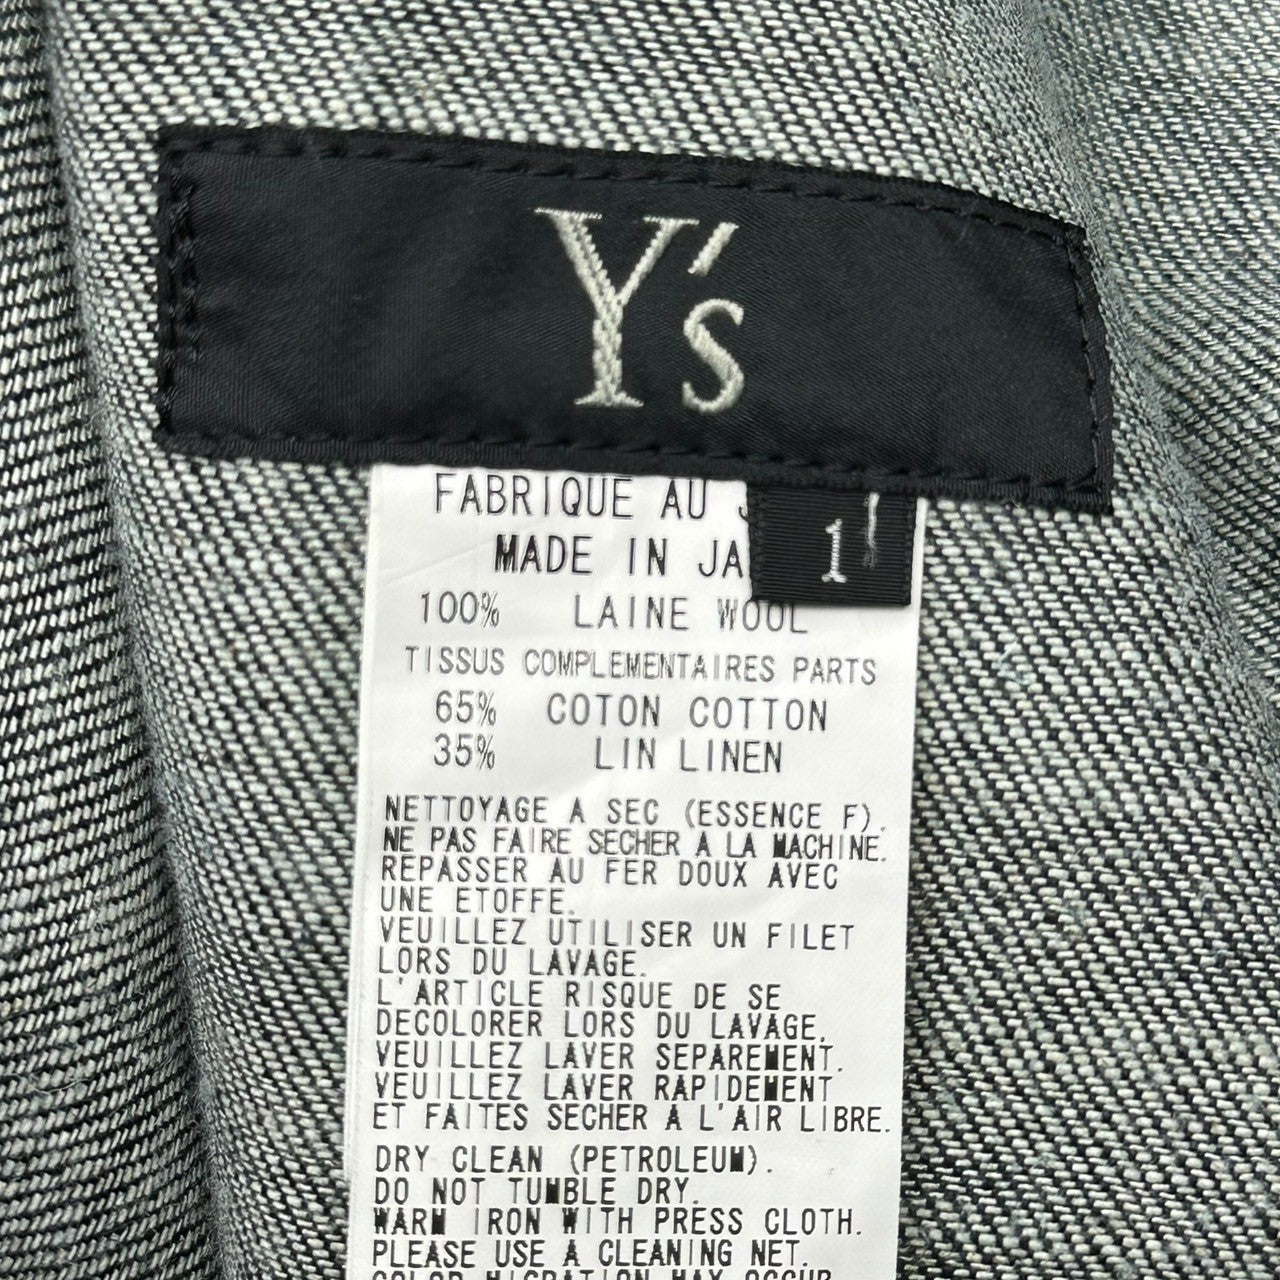 Y's
FABRIQUE AU
MADE IN JA
1
100% LAINE WOOL
TISSUS COMPLEMENTAIRES PARTS
65% COTON COTTON
35% LIN LINEN
NETTOYAGE A SEC (ESSENCE F).
NE PAS FAIRE SECHER A LA MACHINE.
REPASSER AU FER DOUX AVEC
UNE ETOFFE.
VEUILLEZ UTILISER UN FILET
LORS DU LAVAGE.
L'ARTICLE RISQUE DE SE
DECOLORER LORS DU LAVAGE,
VEUILLEZ LAVER SEPAREMENT.
VEUILLEZ LAVER RAPIDEMENT
ET FAITES SECHER A L'AIR LIBRE.
DRY CLEAN (PETROLEUM).
DO NOT TUMBLE DRY.
WARM IRON WITH PRESS CLOTH.
PLEASE USE A CLEANING NET.
COLOR MIGRATION MAY OCCUR